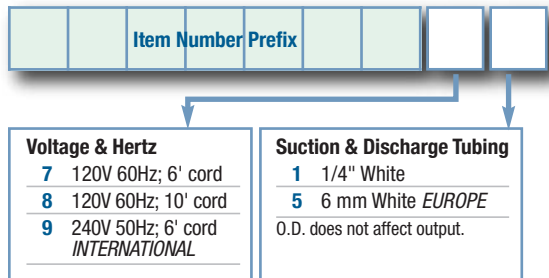 Item Number Prefix
Voltage & Hertz
7 120V 60Hz; 6' cord
8 120V 60Hz; 10' cord
9 240V 50Hz; 6' cord
INTERNATIONAL
Suction & Discharge Tubing
1 1/4" White
5 6 mm White EUROPE
O.D. does not affect output.